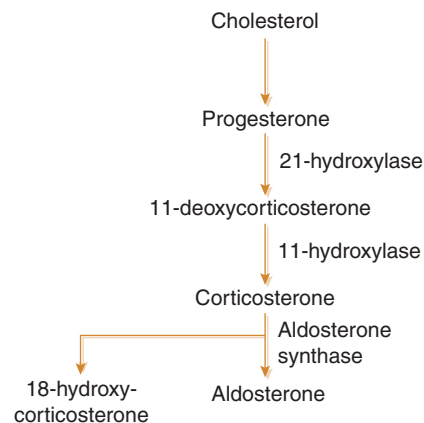 Cholesterol
Progesterone
21-hydroxylase
11-deoxycorticosterone
11-hydroxylase
Corticosterone
Aldosterone
synthase
18-hydroxy-
corticosterone
Aldosterone